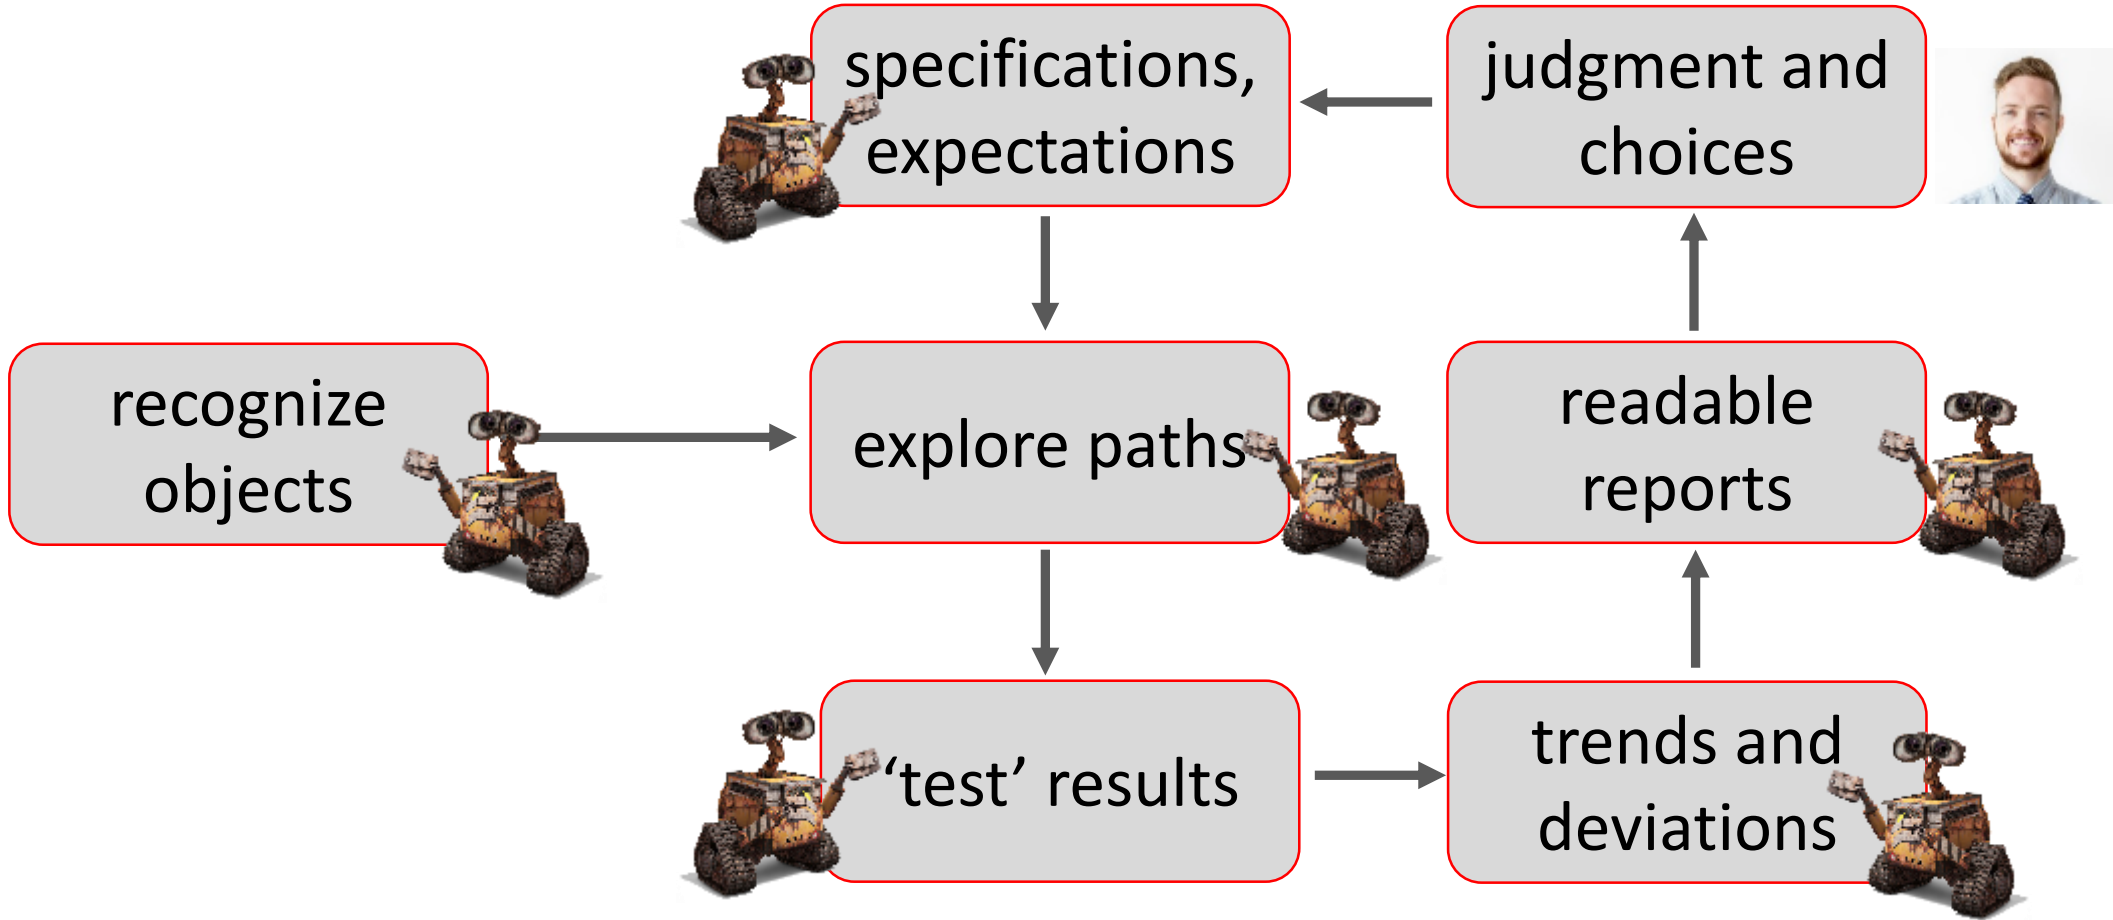 specifications,
expectations
judgment and
choices
recognize
objects
explore paths
readable
reports
‘test’ results
trends and
deviations